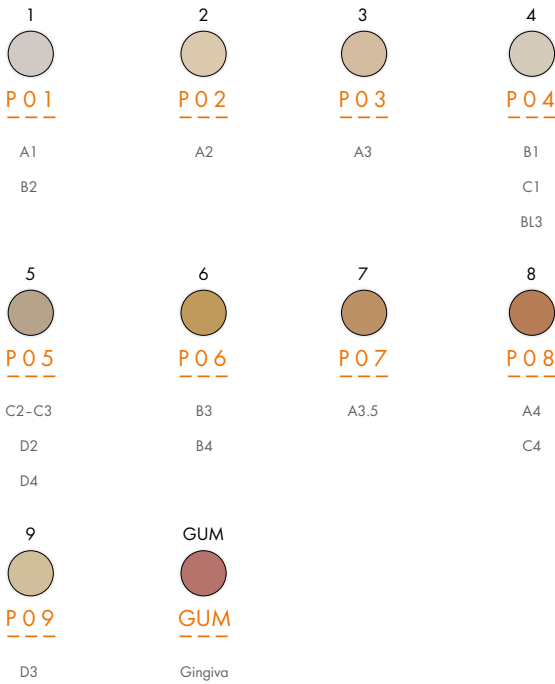 1 2 3 4
P01 P02 P03 P04
A1 A2 A3 B1
B2 C1
BL3
5 6 7 8
P05 P06 P07 P08
C2–C3 B3 A3.5 A4
D2 B4 C4
D4
9 GUM
P09 GUM
D3 Gingiva